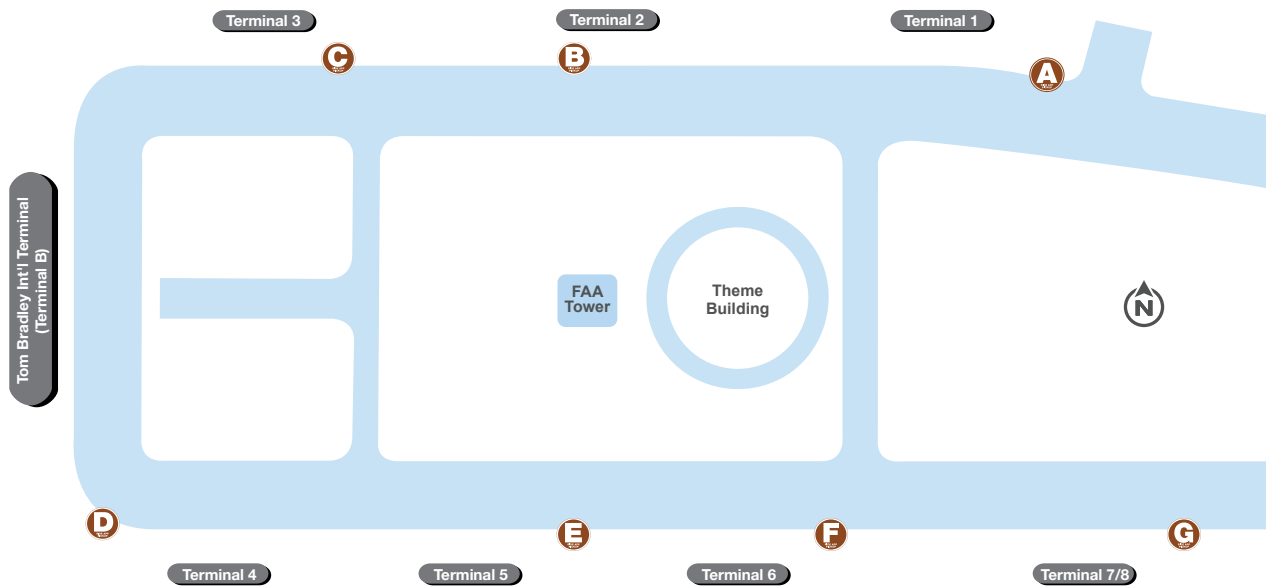 Terminal 3
Terminal 2
Terminal 1
C
B
A
Tom Bradley Int'l Terminal
(Terminal B)
FAA
Tower
Theme
Building
N
D
E
F
G
Terminal 4
Terminal 5
Terminal 6
Terminal 7/8